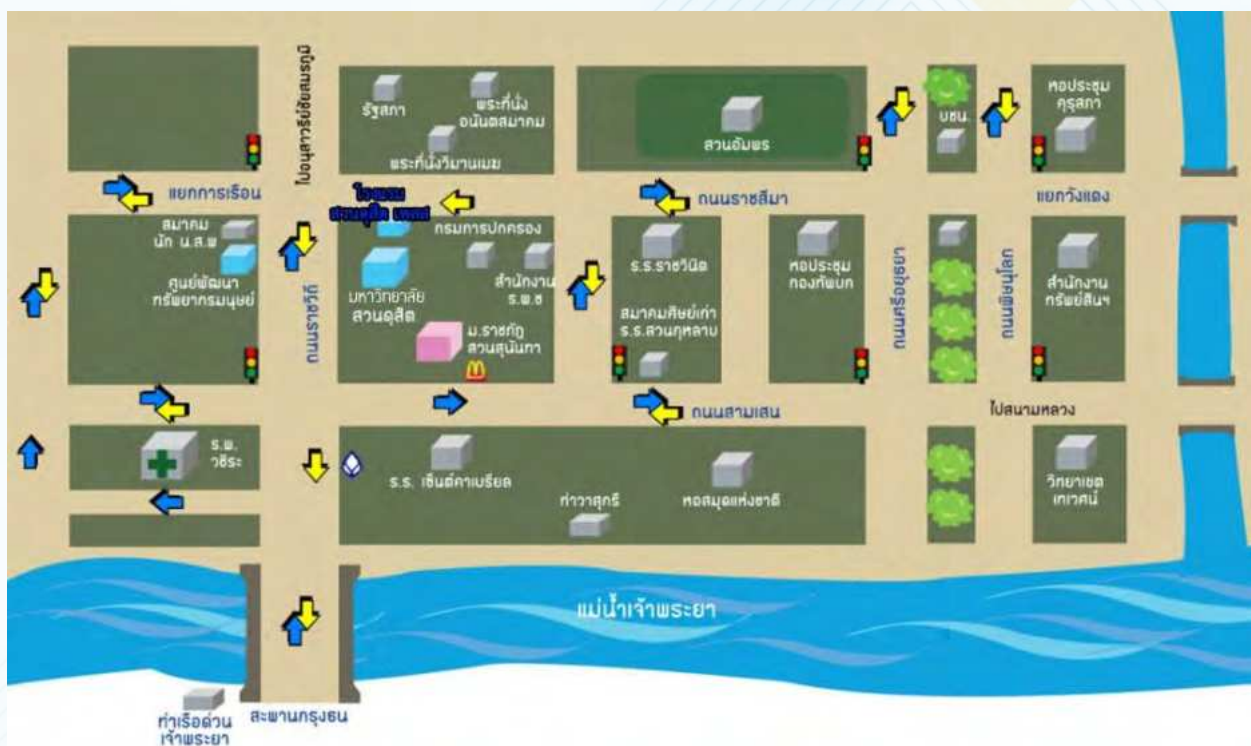 ไปอนุสาวรีย์ชัยสมรภูมิ
รัฐสภา
พระที่นั่ง
อนันตสมาคม
พระที่นั่งวิมานเมฆ
สวนอัมพร
บชน.
หอประชุม
คุรุสภา
แยกการเรือน
โรงแรม
สวนดุสิต เพลส
ถนนราชสีมา
แยกวังแดง
สมาคม
นัก น.ส.พ
ศูนย์พัฒนา
ทรัพยากรมนุษย์
ถนนราชวิถี
กรมการปกครอง
มหาวิทยาลัย
สวนดุสิต
สำนักงาน
ร.พ.ช
ม.ราชภัฏ
สวนสุนันทา
ร.ร.ราชวินิต
สมาคมศิษย์เก่า
ร.ร.สวนกุหลาบ
หอประชุม
กองทัพบก
ถนนศรีอยุธยา
ถนนพิษณุโลก
สำนักงาน
ทรัพย์สินฯ
ถนนสามเสน
ไปสนามหลวง
ร.พ.
วชิระ
ร.ร. เซ็นต์คาเบรียล
ท่าวาสุกรี
หอสมุดแห่งชาติ
วิทยาเขต
เทเวศน์
แม่น้ำเจ้าพระยา
ท่าเรือด่วน
เจ้าพระยา
สะพานกรุงธน